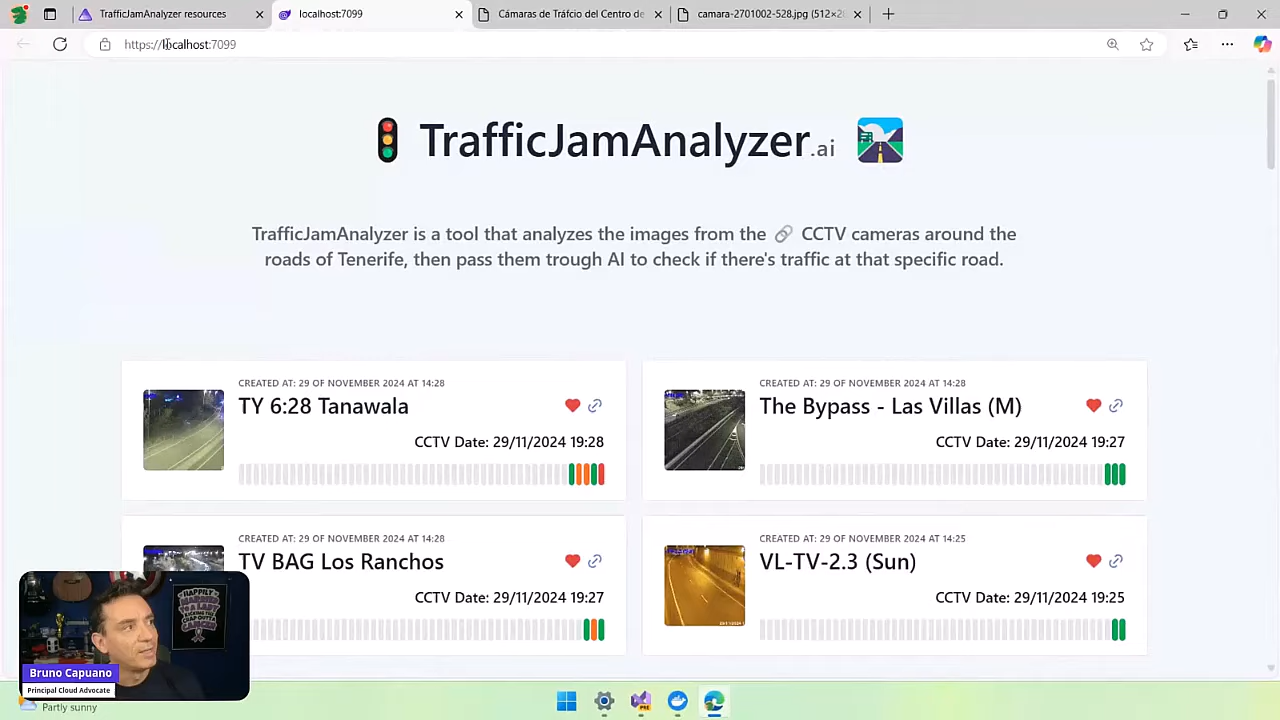 TrafficJamAnalyzer resources
localhost:7099
Cámaras de Tráfcio del Centro de
camara-2701002-528.jpg (512×2
https://localhost:7099
TrafficJamAnalyzer.ai
TrafficJamAnalyzer is a tool that analyzes the images from the CCTV cameras around the
roads of Tenerife, then pass them trough AI to check if there's traffic at that specific road.
CREATED AT: 29 OF NOVEMBER 2024 AT 14:28
TY 6:28 Tanawala
CCTV Date: 29/11/2024 19:28
CREATED AT: 29 OF NOVEMBER 2024 AT 14:28
The Bypass - Las Villas (M)
CCTV Date: 29/11/2024 19:27
CREATED AT: 29 OF NOVEMBER 2024 AT 14:28
TV BAG Los Ranchos
CCTV Date: 29/11/2024 19:27
CREATED AT: 29 OF NOVEMBER 2024 AT 14:25
VL-TV-2.3 (Sun)
CCTV Date: 29/11/2024 19:25
HAPPILY
Bruno Capuano
Principal Cloud Advocate
Partly sunny
PRE